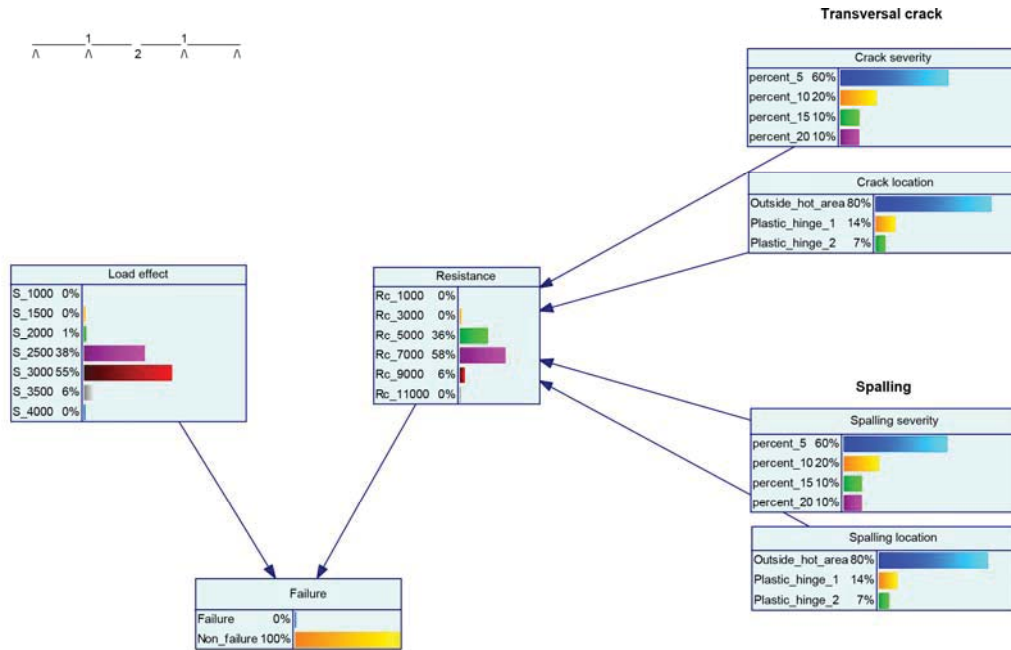 Transversal crack
1 1
2
Crack severity
percent_5 60%
percent_10 20%
percent_15 10%
percent_20 10%
Crack location
Outside_hot_area 80%
Plastic_hinge_1 14%
Plastic_hinge_2 7%
Load effect
S_1000 0%
S_1500 0%
S_2000 1%
S_2500 38%
S_3000 55%
S_3500 6%
S_4000 0%
Resistance
Rc_1000 0%
Rc_3000 0%
Rc_5000 36%
Rc_7000 58%
Rc_9000 6%
Rc_11000 0%
Spalling
Spalling severity
percent_5 60%
percent_10 20%
percent_15 10%
percent_20 10%
Spalling location
Outside_hot_area 80%
Plastic_hinge_1 14%
Plastic_hinge_2 7%
Failure
Failure 0%
Non_failure 100%